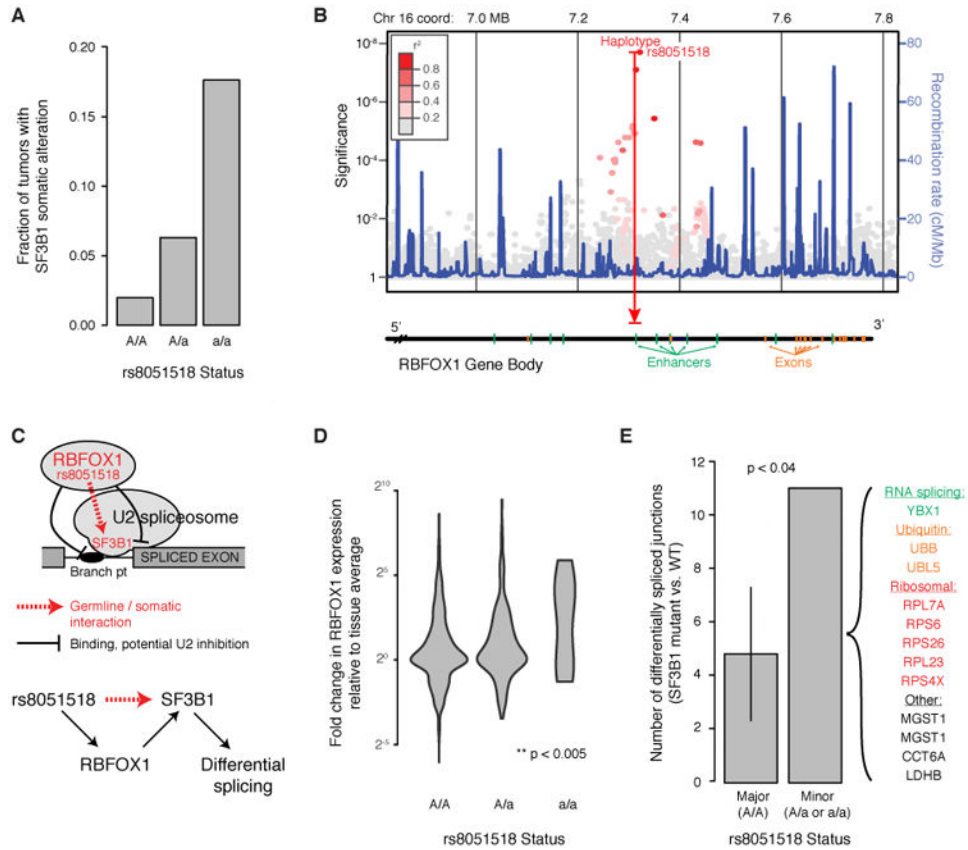 A
0.20
0.15
0.10
0.05
0.00
Fraction of tumors with
SF3B1 somatic alteration
A/A
A/a
a/a
rs8051518 Status
B
Chr 16 coord:
7.0 MB
7.2
7.4
7.6
7.8
r²
0.8
0.6
0.4
0.2
Haplotype
rs8051518
10⁻⁸
10⁻⁶
10⁻⁴
10⁻²
1
Significance
80
60
40
20
0
Recombination rate (cM/Mb)
5'
3'
RBFOX1 Gene Body
Enhancers
Exons
C
RBFOX1
rs8051518
U2 spliceosome
SF3B1
SPLICED EXON
Branch pt
Germline / somatic
interaction
Binding, potential U2 inhibition
rs8051518
SF3B1
RBFOX1
Differential
splicing
D
2¹⁰
2⁵
2⁰
2⁻⁵
Fold change in RBFOX1 expression
relative to tissue average
** p < 0.005
A/A
A/a
a/a
rs8051518 Status
E
p < 0.04
12
10
8
6
4
2
0
Number of differentially spliced junctions
(SF3B1 mutant vs. WT)
Major
(A/A)
Minor
(A/a or a/a)
rs8051518 Status
RNA splicing:
YBX1
Ubiquitin:
UBB
UBL5
Ribosomal:
RPL7A
RPS6
RPS26
RPL23
RPS4X
Other:
MGST1
MGST1
CCT6A
LDHB